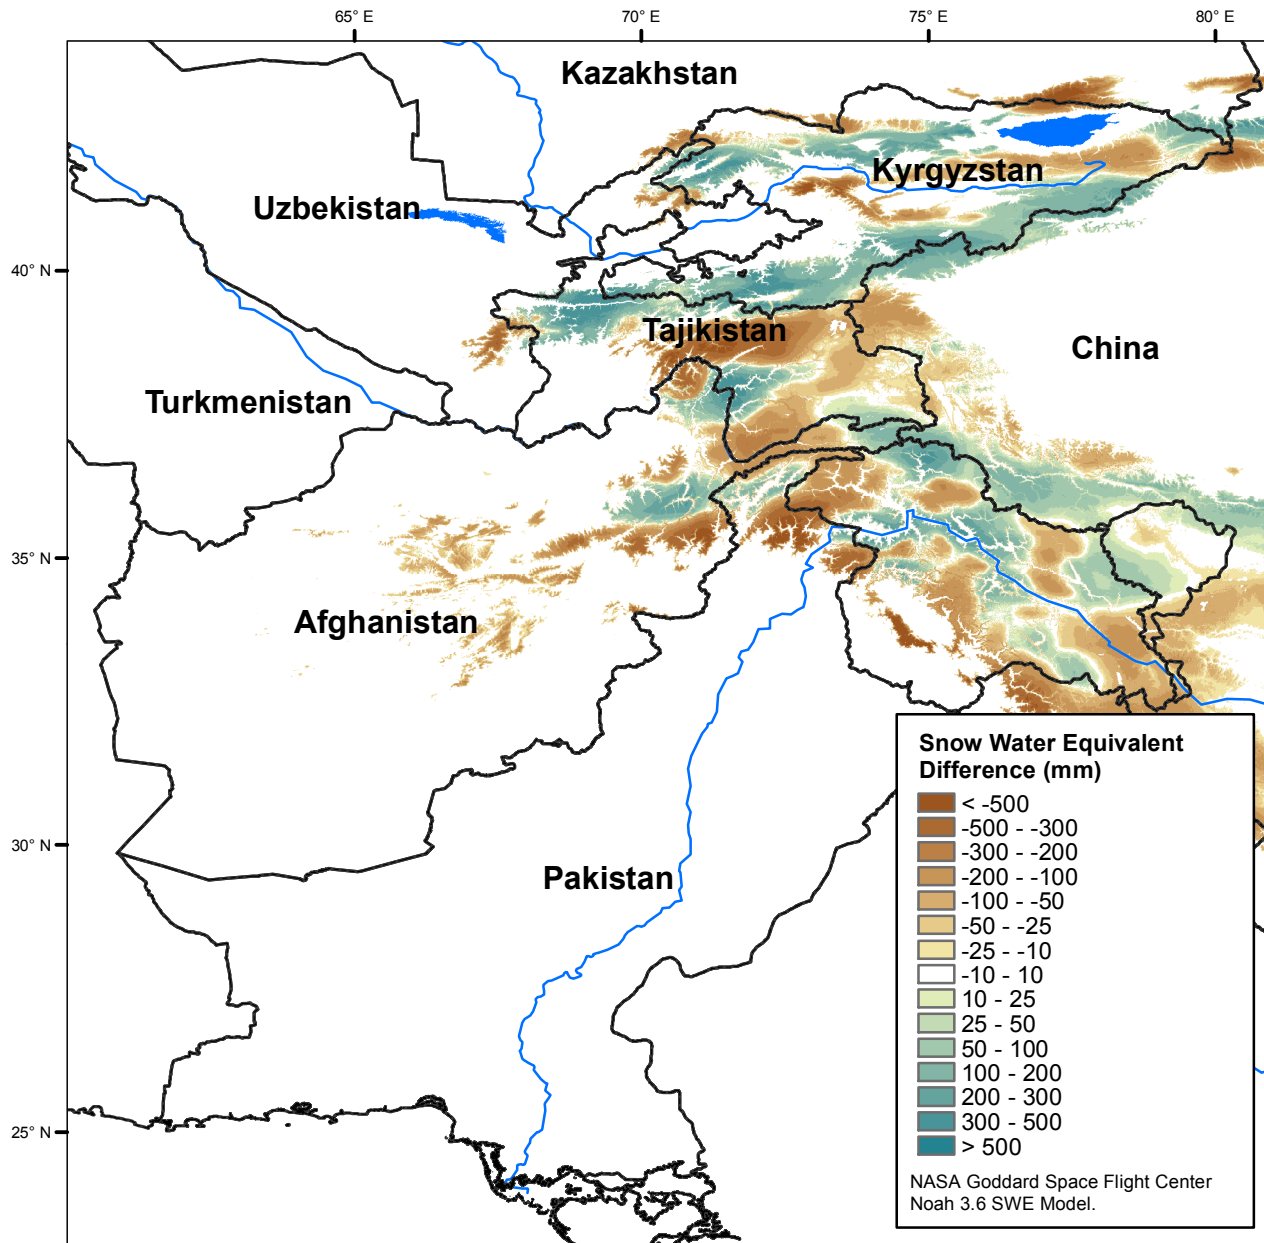 65° E
70° E
75° E
80° E
Kazakhstan
Kyrgyzstan
Uzbekistan
40° N
Tajikistan
China
Turkmenistan
35° N
Afghanistan
30° N
Pakistan
25° N
Snow Water Equivalent
Difference (mm)
< -500
-500 - -300
-300 - -200
-200 - -100
-100 - -50
-50 - -25
-25 - -10
-10 - 10
10 - 25
25 - 50
50 - 100
100 - 200
200 - 300
300 - 500
> 500
NASA Goddard Space Flight Center
Noah 3.6 SWE Model.